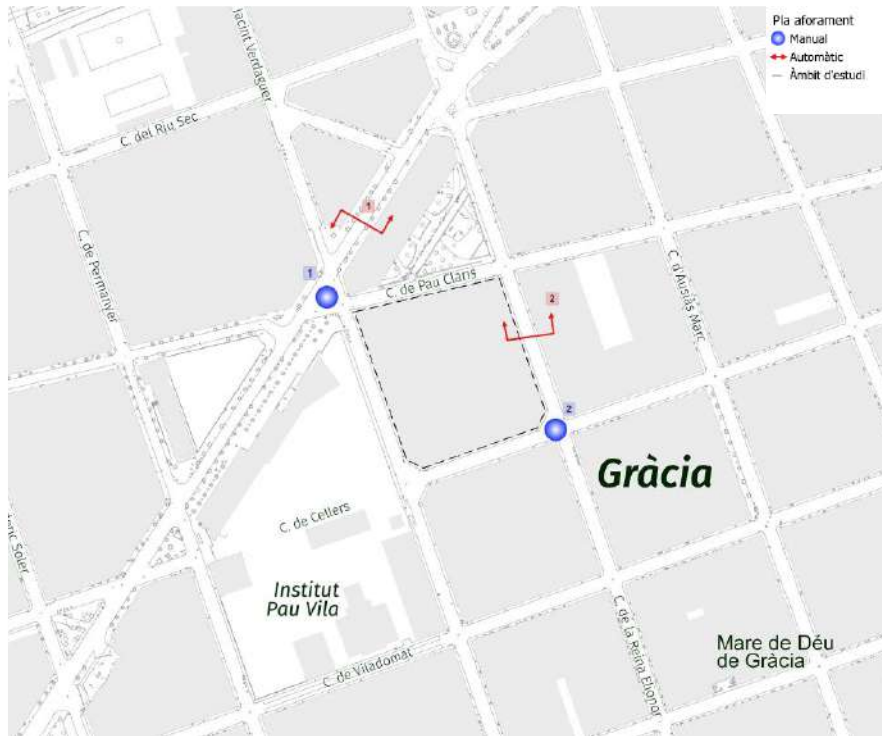 Pla aforament
Manual
Automàtic
Àmbit d'estudi
Jacint Verdaguer
C. del Riu Sec
1
C. de Permanyer
1
C. de Pau Claris
C. d'Ausiàs Marc
2
2
Gràcia
C. de Cellers
Soler
Institut
Pau Vila
C. de la Reina Elionor
Mare de Déu
de Gràcia
C. de Viladomat